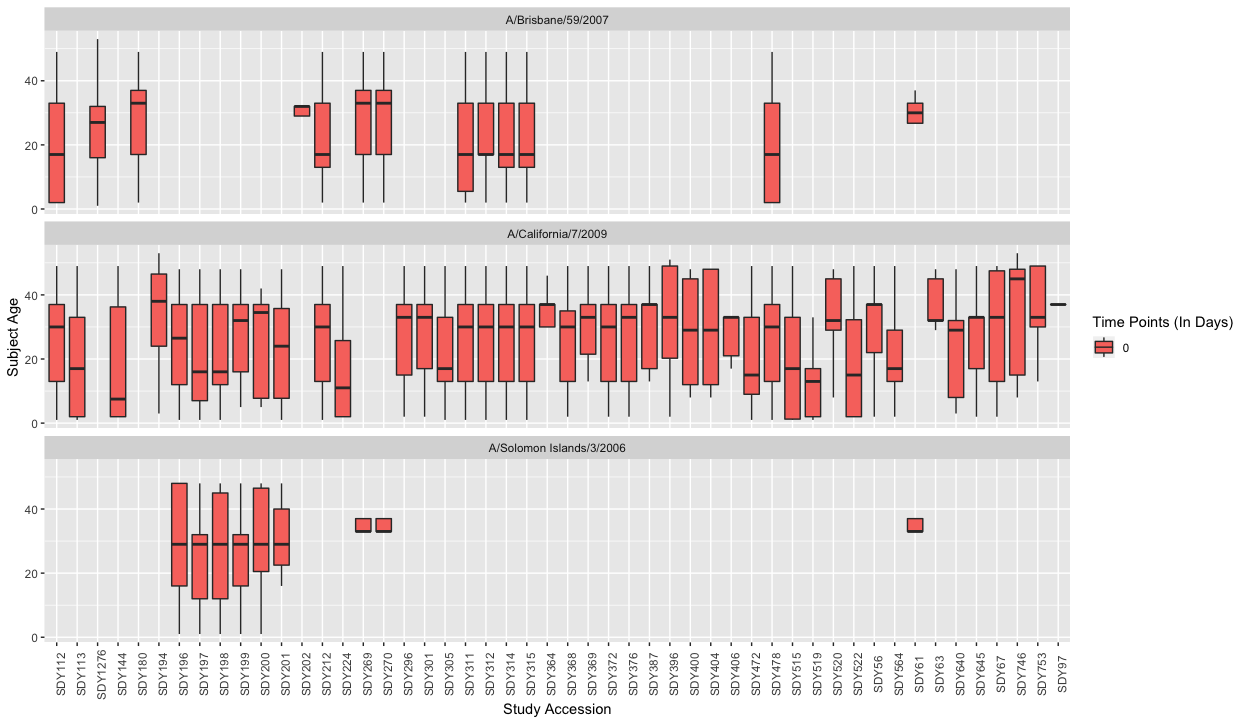 A/Brisbane/59/2007
40
20
0
A/California/7/2009
40
20
0
A/Solomon Islands/3/2006
40
20
0
Subject Age
SDY112
SDY113
SDY1276
SDY144
SDY180
SDY194
SDY196
SDY197
SDY198
SDY199
SDY200
SDY201
SDY202
SDY212
SDY224
SDY269
SDY270
SDY296
SDY301
SDY305
SDY311
SDY312
SDY314
SDY315
SDY364
SDY368
SDY369
SDY372
SDY376
SDY387
SDY396
SDY400
SDY404
SDY406
SDY472
SDY478
SDY515
SDY519
SDY520
SDY522
SDY56
SDY564
SDY61
SDY63
SDY640
SDY645
SDY67
SDY746
SDY753
SDY97
Study Accession
Time Points (In Days)
0